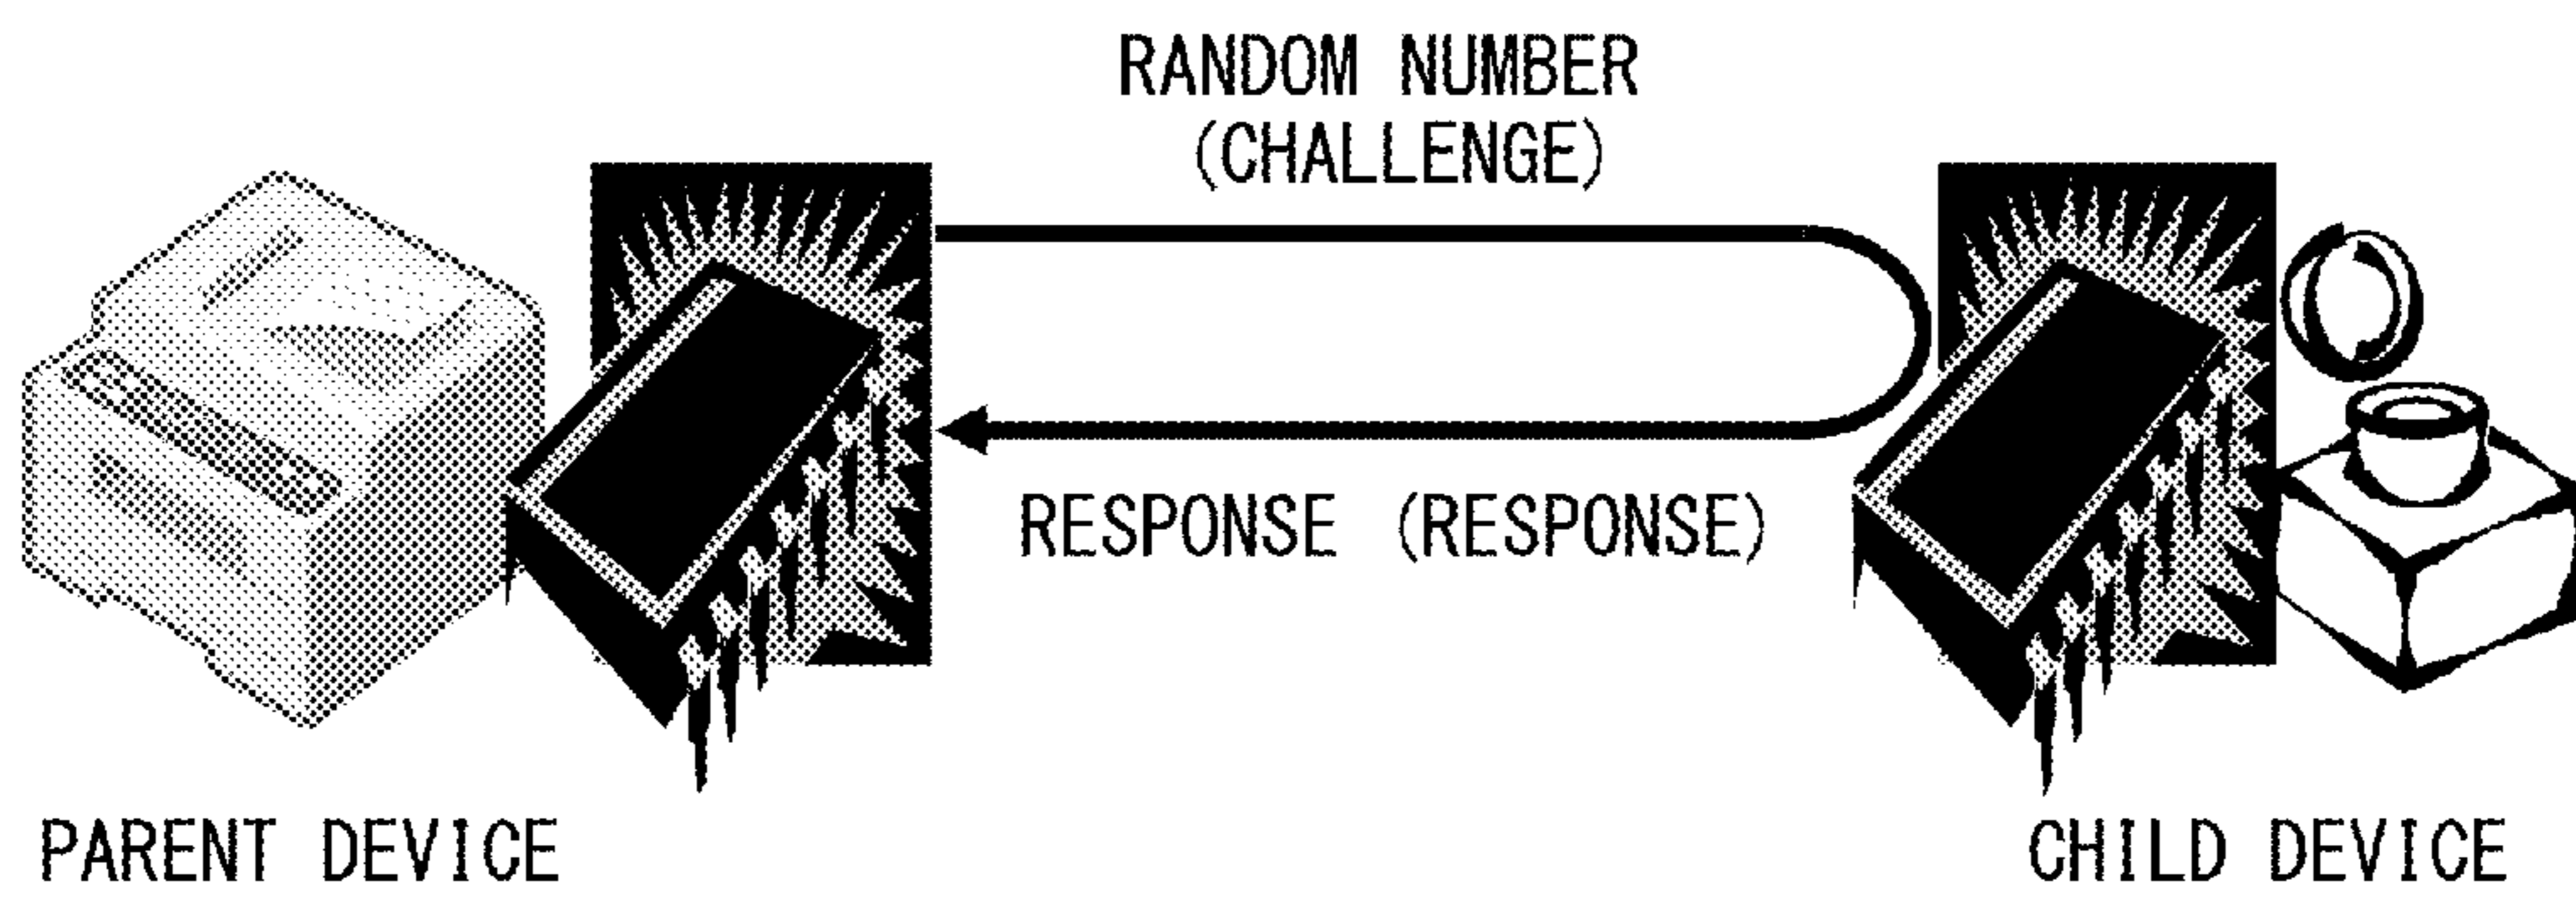 RANDOM NUMBER
(CHALLENGE)
RESPONSE (RESPONSE)
PARENT DEVICE
CHILD DEVICE